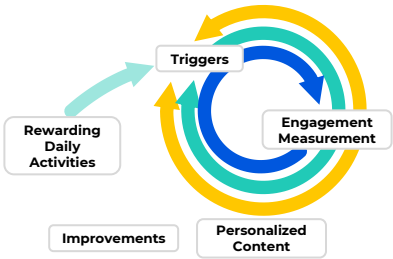 Triggers
Engagement
Measurement
Rewarding
Daily
Activities
Improvements
Personalized
Content